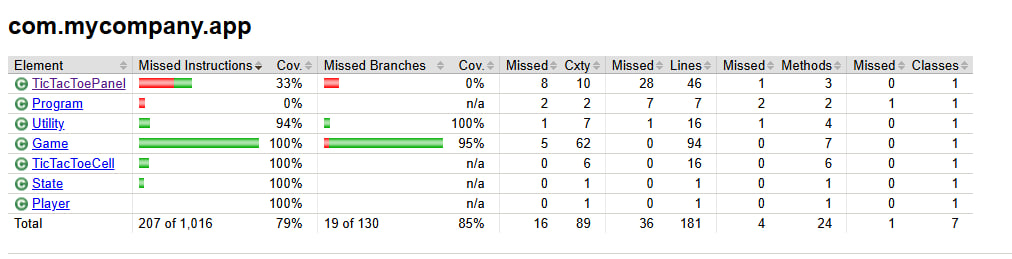 com.mycompany.app
Element Missed Instructions Cov. Missed Branches Cov. Missed Cxty Missed Lines Missed Methods Missed Classes
C TicTacToePanel 33% 0% 8 10 28 46 1 3 0 1
C Program 0% n/a 2 2 7 7 2 2 1 1
C Utility 94% 100% 1 7 1 16 1 4 0 1
C Game 100% 95% 5 62 0 94 0 7 0 1
C TicTacToeCell 100% n/a 0 6 0 16 0 6 0 1
C State 100% n/a 0 1 0 1 0 1 0 1
C Player 100% n/a 0 1 0 1 0 1 0 1
Total 207 of 1,016 79% 19 of 130 85% 16 89 36 181 4 24 1 7